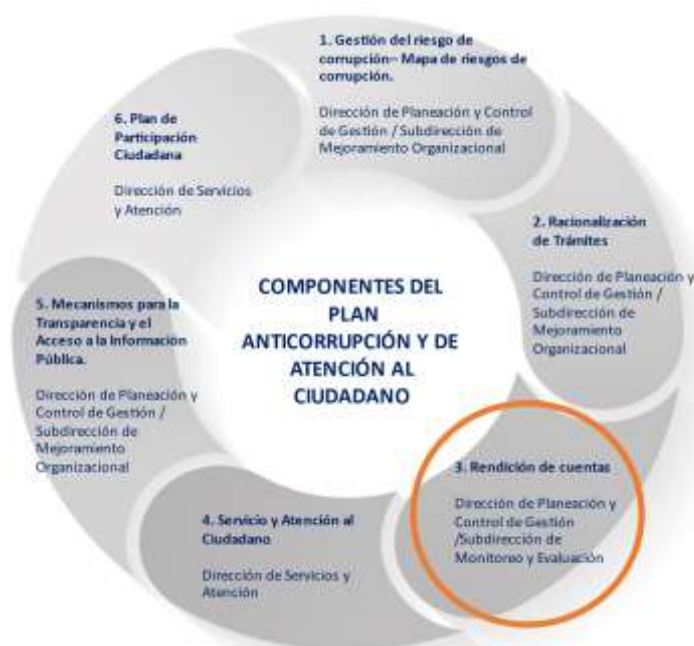 1. Gestión del riesgo de
corrupción– Mapa de riesgos de
corrupción.
Dirección de Planeación y Control
de Gestión / Subdirección de
Mejoramiento Organizacional
2. Racionalización
de Trámites
Dirección de Planeación y
Control de Gestión /
Subdirección de
Mejoramiento
Organizacional
3. Rendición de cuentas
Dirección de Planeación y
Control de Gestión
/Subdirección de
Monitoreo y Evaluación
4. Servicio y Atención al
Ciudadano
Dirección de Servicios y
Atención
5. Mecanismos para la
Transparencia y el
Acceso a la Información
Pública.
Dirección de Planeación y
Control de Gestión /
Subdirección de
Mejoramiento
Organizacional
6. Plan de
Participación
Ciudadana
Dirección de Servicios
y Atención
COMPONENTES DEL
PLAN
ANTICORRUPCIÓN Y DE
ATENCIÓN AL
CIUDADANO